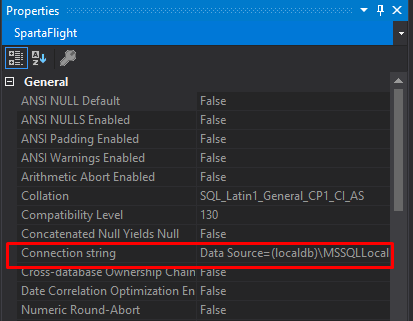 Properties
SpartaFlight
General
ANSI NULL Default False
ANSI NULLS Enabled False
ANSI Padding Enabled False
ANSI Warnings Enabled False
Arithmetic Abort Enabled False
Collation SQL_Latin1_General_CP1_CI_AS
Compatibility Level 130
Concatenated Null Yields Null False
Connection string Data Source=(localdb)\MSSQLLocal
Cross-database Ownership Chain False
Date Correlation Optimization En False
Numeric Round-Abort False